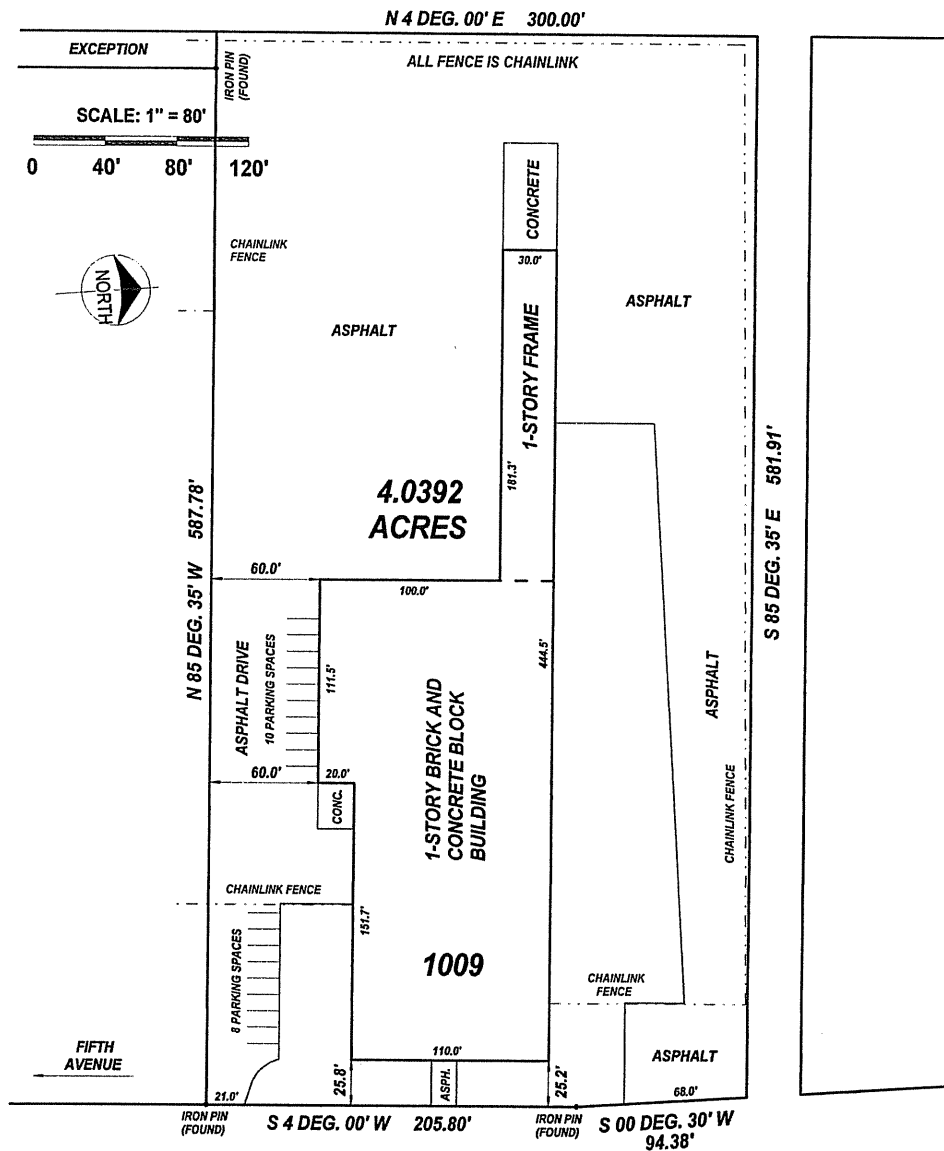 N 4 DEG. 00' E 300.00'
EXCEPTION
IRON PIN
(FOUND)
ALL FENCE IS CHAINLINK
SCALE: 1" = 80'
0 40' 80' 120'
CONCRETE
CHAINLINK
FENCE
NORTH
30.0'
ASPHALT
ASPHALT
1-STORY FRAME
181.3'
4.0392
ACRES
N 85 DEG. 35' W 587.78'
S 85 DEG. 35' E 581.91'
60.0'
100.0'
ASPHALT DRIVE
10 PARKING SPACES
111.5'
444.5'
1-STORY BRICK AND
CONCRETE BLOCK
BUILDING
ASPHALT
60.0'
20.0'
CONC.
CHAINLINK FENCE
CHAINLINK FENCE
151.7'
8 PARKING SPACES
1009
CHAINLINK
FENCE
FIFTH
AVENUE
110.0'
ASPHALT
21.0'
25.8'
ASPH.
25.2'
68.0'
IRON PIN
(FOUND)
S 4 DEG. 00' W 205.80'
IRON PIN
(FOUND)
S 00 DEG. 30' W
94.38'